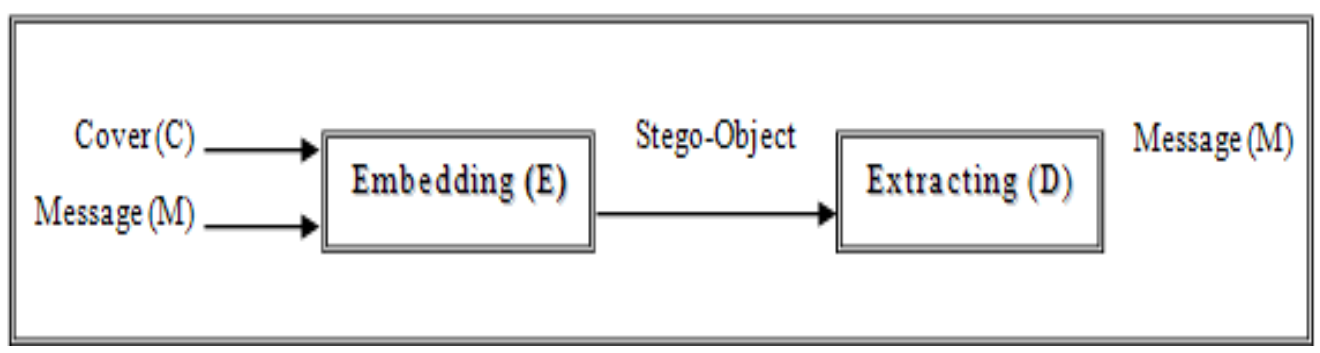 Cover (C)
Message (M)
Embedding (E)
Stego-Object
Extracting (D)
Message (M)